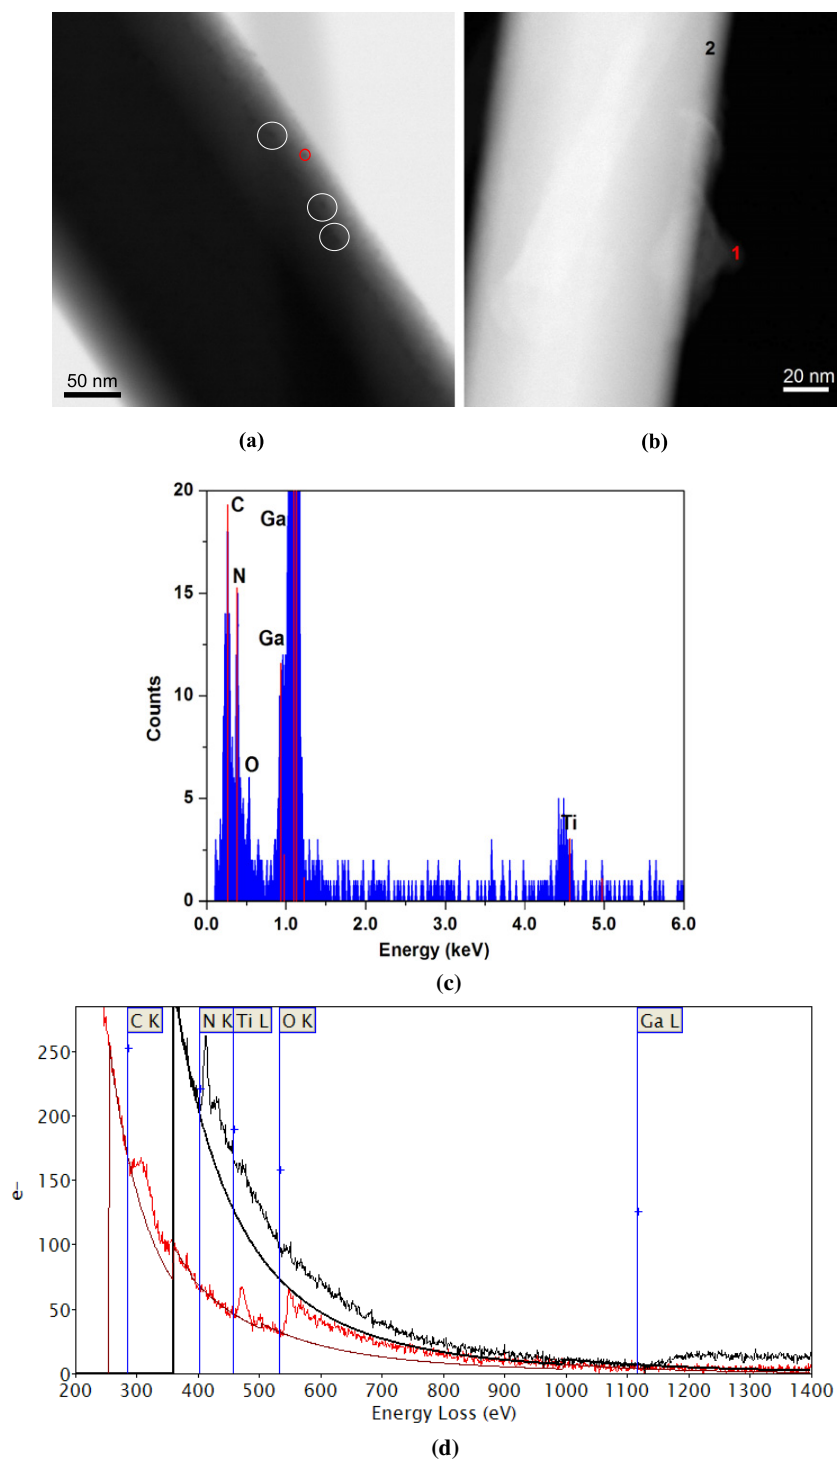 2
1
50 nm
20 nm
(a)
(b)
20
C
Ga
N
15
Ga
Counts
10
O
5
Ti
0
0.0 1.0 2.0 3.0 4.0 5.0 6.0
Energy (keV)
(c)
C K
N K
Ti L
O K
Ga L
250
200
150
e-
100
50
0
200 300 400 500 600 700 800 900 1000 1100 1200 1300 1400
Energy Loss (eV)
(d)